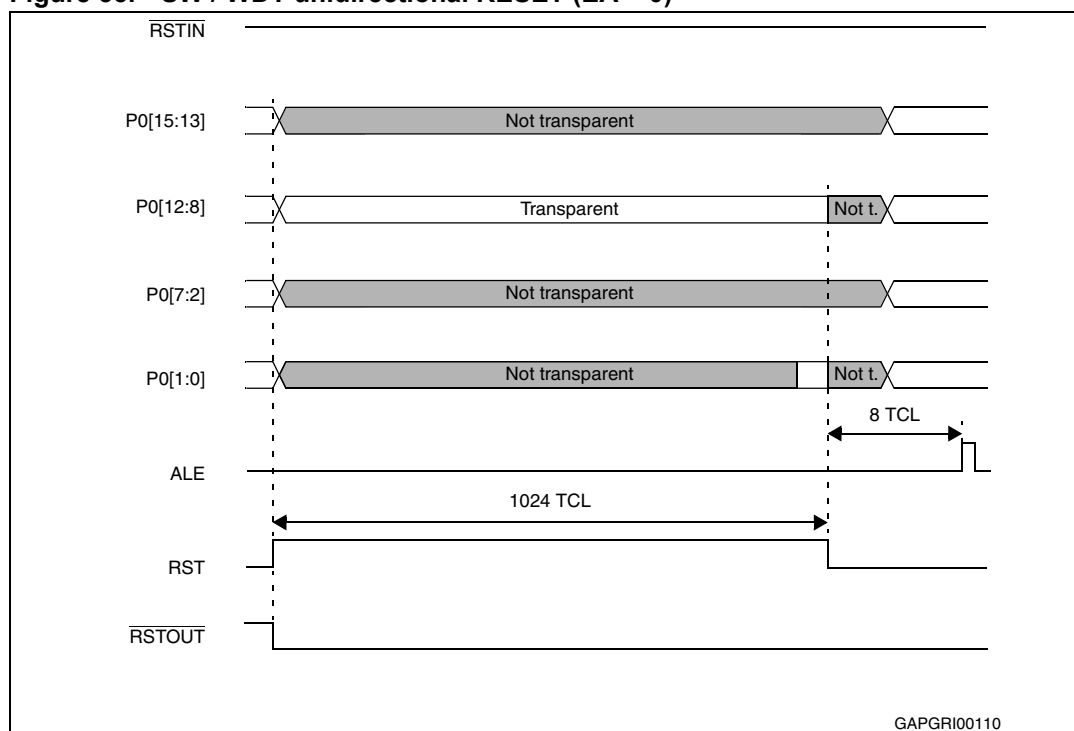 RSTIN
P0[15:13] Not transparent
P0[12:8] Transparent Not t.
P0[7:2] Not transparent
P0[1:0] Not transparent Not t.
8 TCL
ALE
1024 TCL
RST
RSTOUT
GAPGRI00110